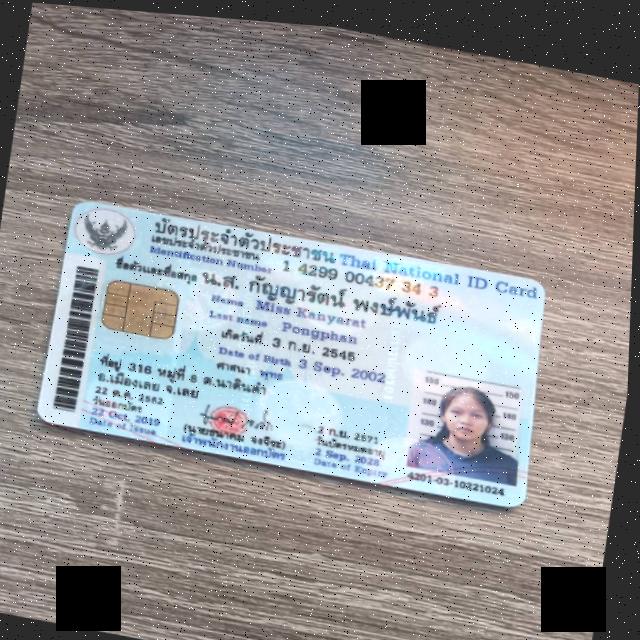 บัตรประจำตัวประชาชน Thai National ID Card
เลขประจำตัวประชาชน
Identification Number
1 4299 00437 34 3
ชื่อตัวและชื่อสกุล น.ส. กัญญารัตน์ พงษ์พันธ์
Name Miss Kanyarat
Last name Pongphan
เกิดวันที่ 3 ก.ย. 2545
Date of Birth 3 Sep. 2002
ศาสนา พุทธ
ที่อยู่ 316 หมู่ที่ 6 ต.นาดินดำ
อ.เมืองเลย จ.เลย
22 ต.ค. 2562
วันออกบัตร
22 Oct. 2019
Date of Issue
เจ้าพนักงานออกบัตร
2 ก.ย. 2571
วันบัตรหมดอายุ
2 Sep. 2028
Date of Expiry
4201-03-10221024